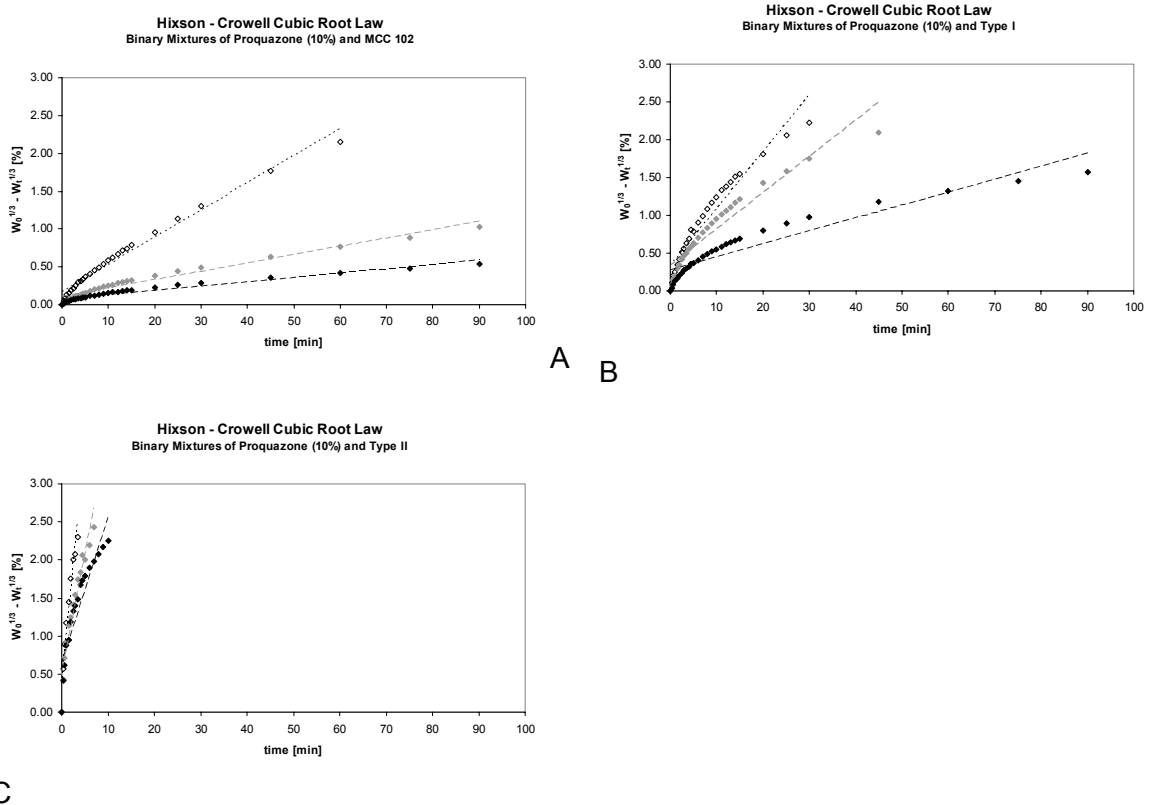 Hixson - Crowell Cubic Root Law
Binary Mixtures of Proquazone (10%) and MCC 102
3.00
2.50
2.00
1.50
1.00
0.50
0.00
W₀^1/3 - Wₜ^1/3 [%]
0 10 20 30 40 50 60 70 80 90 100
time [min]
A
Hixson - Crowell Cubic Root Law
Binary Mixtures of Proquazone (10%) and Type I
3.00
2.50
2.00
1.50
1.00
0.50
0.00
W₀^1/3 - Wₜ^1/3 [%]
0 10 20 30 40 50 60 70 80 90 100
time [min]
B
Hixson - Crowell Cubic Root Law
Binary Mixtures of Proquazone (10%) and Type II
3.00
2.50
2.00
1.50
1.00
0.50
0.00
W₀^1/3 - Wₜ^1/3 [%]
0 10 20 30 40 50 60 70 80 90 100
time [min]
C